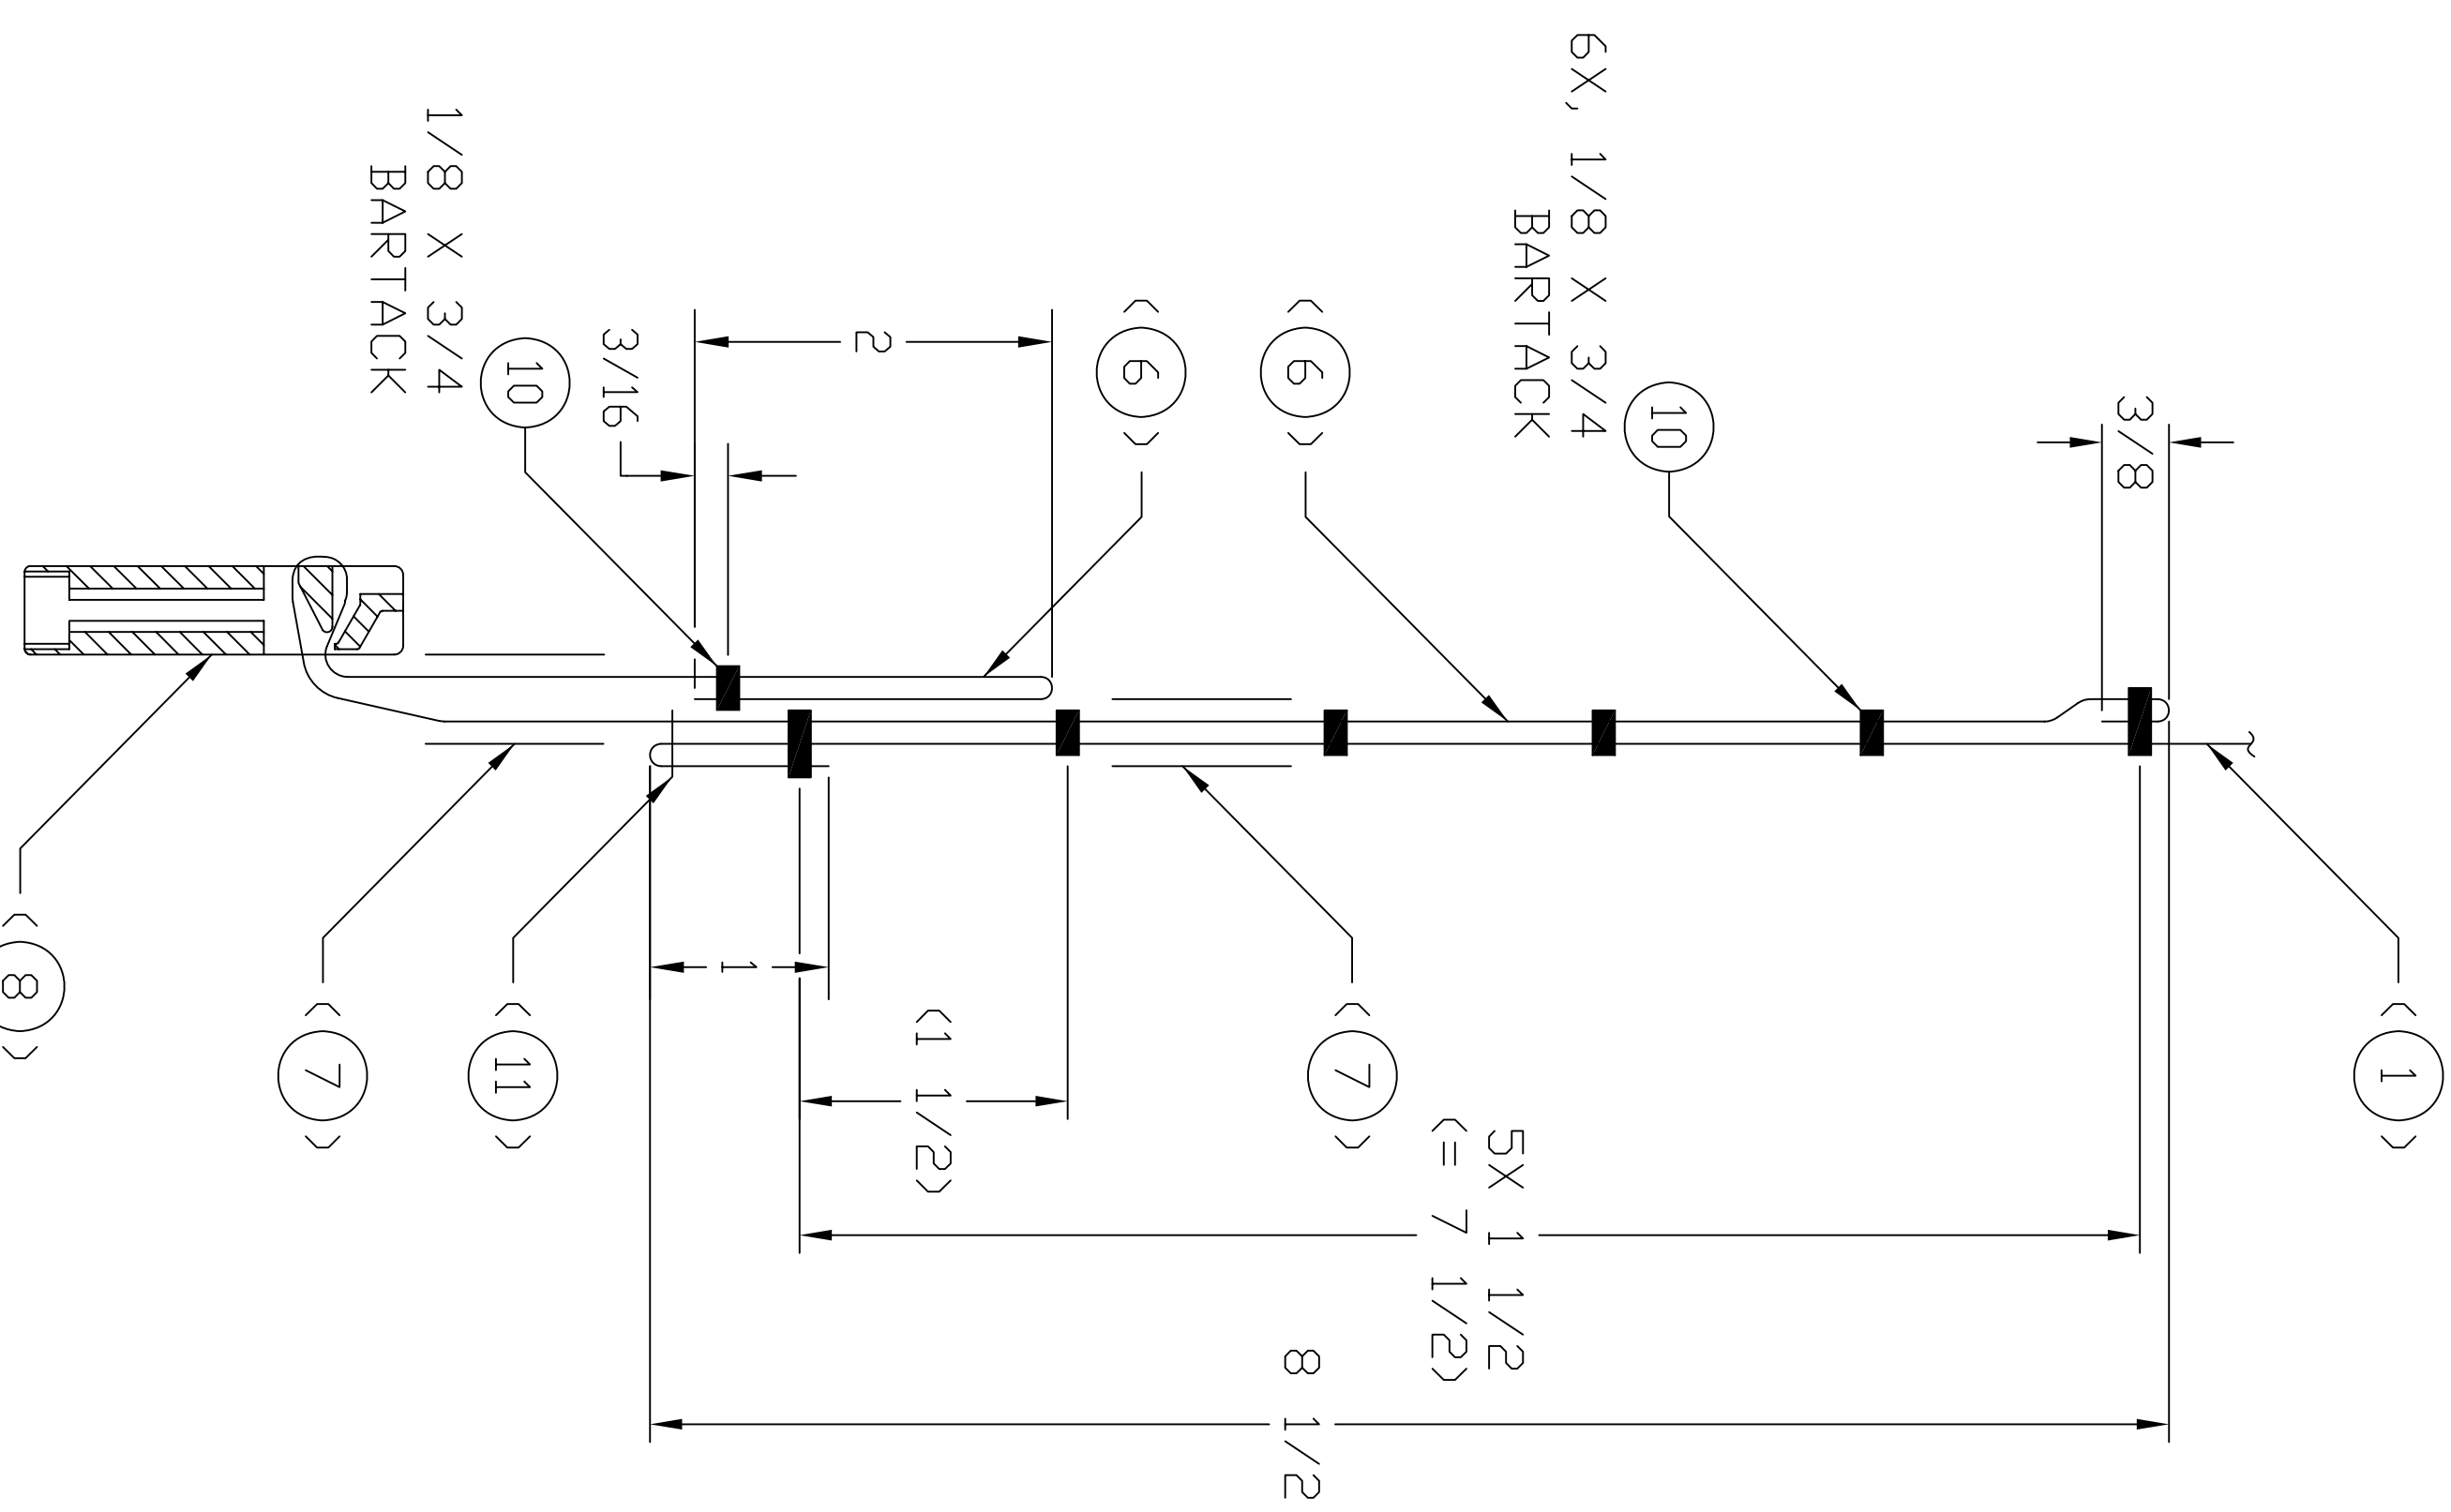 3/8
6X, 1/8 X 3/4
BARTACK
10
(6)
(6)
2
3/16
10
1/8 X 3/4
BARTACK
(1)
5X 1 1/2
(= 7 1/2)
(7)
8 1/2
(1 1/2)
1
(11)
(7)
(8)